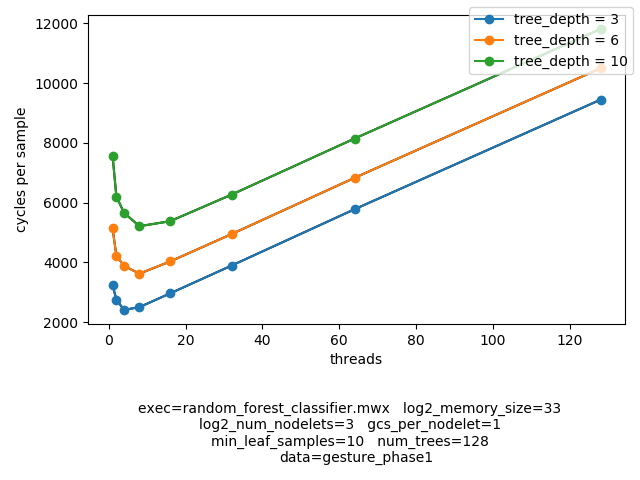 tree_depth = 3
tree_depth = 6
tree_depth = 10
12000
10000
8000
6000
4000
2000
cycles per sample
0 20 40 60 80 100 120
threads
exec=random_forest_classifier.mwx log2_memory_size=33
log2_num_nodelets=3 gcs_per_nodelet=1
min_leaf_samples=10 num_trees=128
data=gesture_phase1